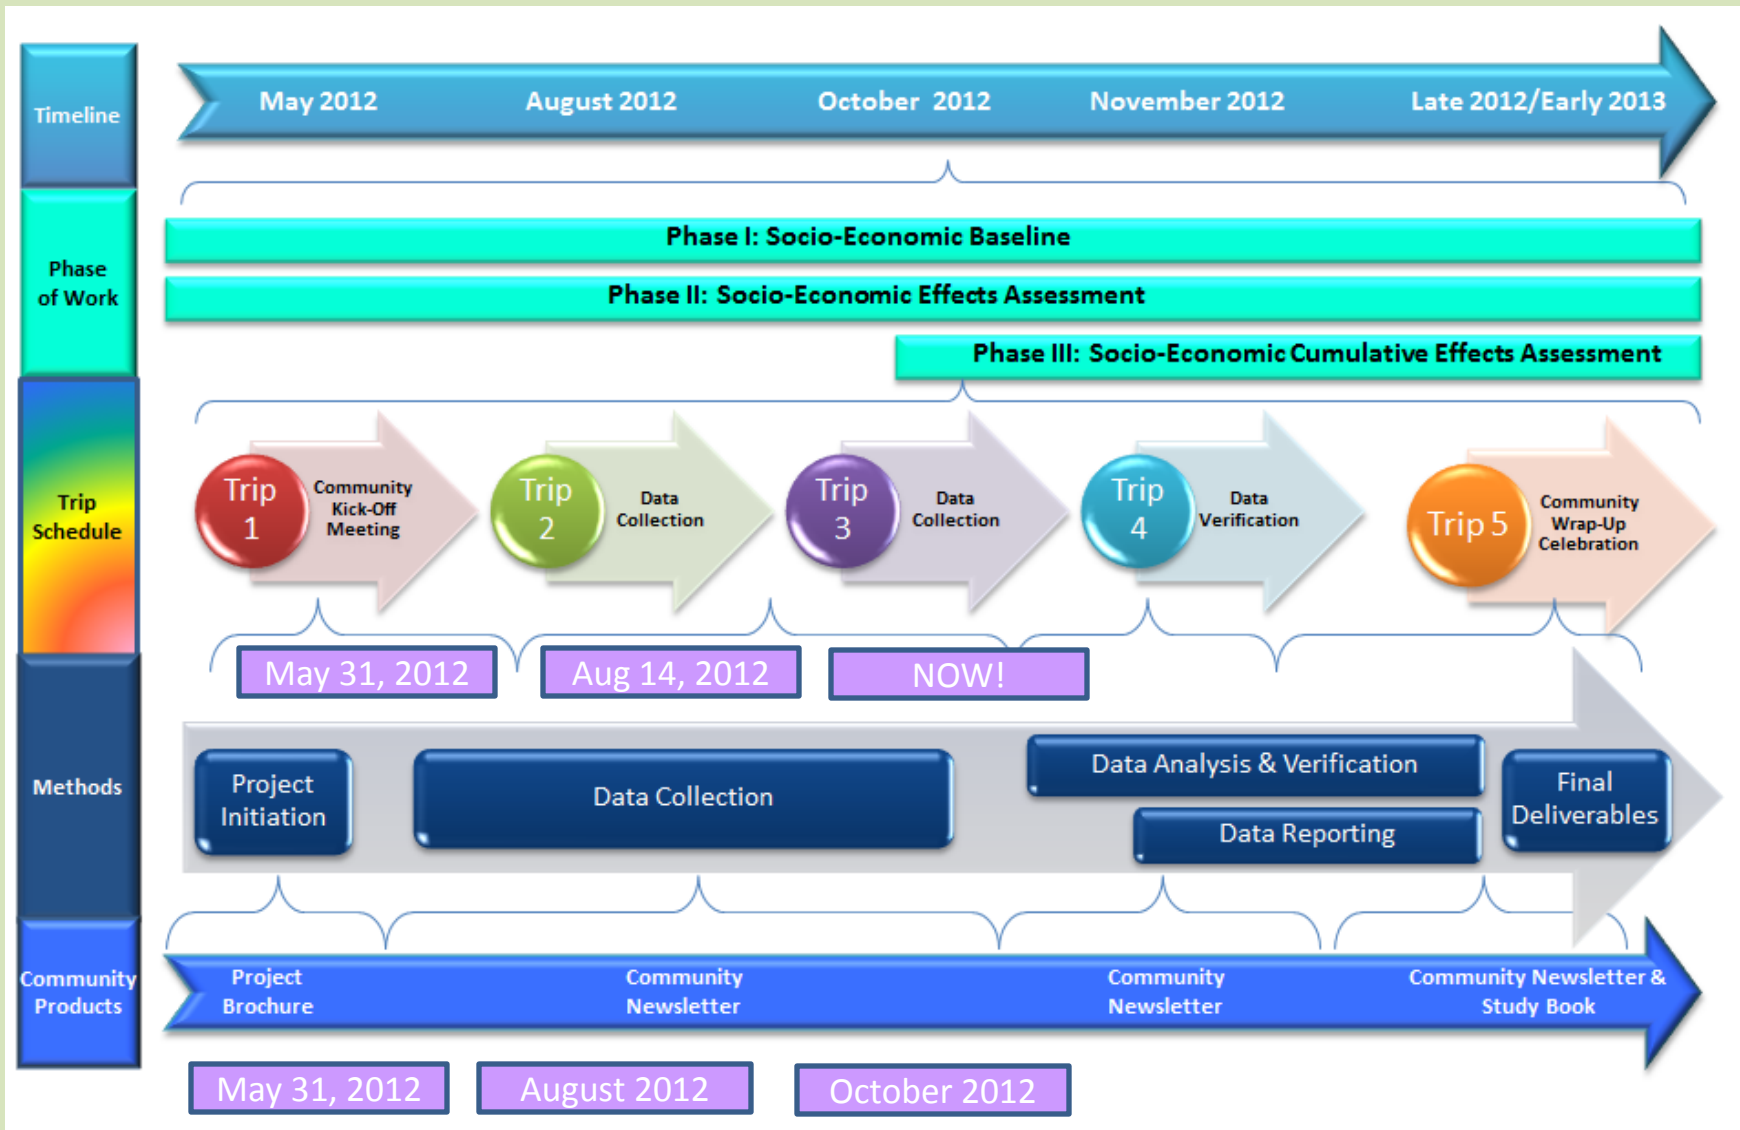 Timeline
May 2012
August 2012
October 2012
November 2012
Late 2012/Early 2013
Phase
of Work
Phase I: Socio-Economic Baseline
Phase II: Socio-Economic Effects Assessment
Phase III: Socio-Economic Cumulative Effects Assessment
Trip
Schedule
Trip
1
Community
Kick-Off
Meeting
Trip
2
Data
Collection
Trip
3
Data
Collection
Trip
4
Data
Verification
Trip 5
Community
Wrap-Up
Celebration
May 31, 2012
Aug 14, 2012
NOW!
Methods
Project
Initiation
Data Collection
Data Analysis & Verification
Data Reporting
Final
Deliverables
Community
Products
Project
Brochure
Community
Newsletter
Community
Newsletter
Community Newsletter &
Study Book
May 31, 2012
August 2012
October 2012